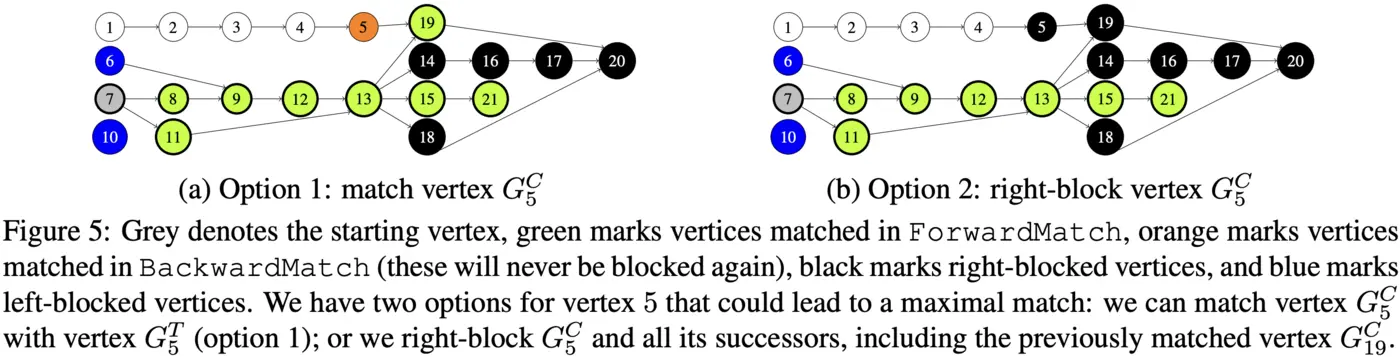 1 2 3 4 5 19
6 14 16 17 20
7 8 9 12 13 15 21
10 11 18
1 2 3 4 5 19
6 14 16 17 20
7 8 9 12 13 15 21
10 11 18
(a) Option 1: match vertex $G_5^C$
(b) Option 2: right-block vertex $G_5^C$
Figure 5: Grey denotes the starting vertex, green marks vertices matched in ForwardMatch, orange marks vertices
matched in BackwardMatch (these will never be blocked again), black marks right-blocked vertices, and blue marks
left-blocked vertices. We have two options for vertex 5 that could lead to a maximal match: we can match vertex $G_5^C$
with vertex $G_5^T$ (option 1); or we right-block $G_5^C$ and all its successors, including the previously matched vertex $G_{19}^C$.